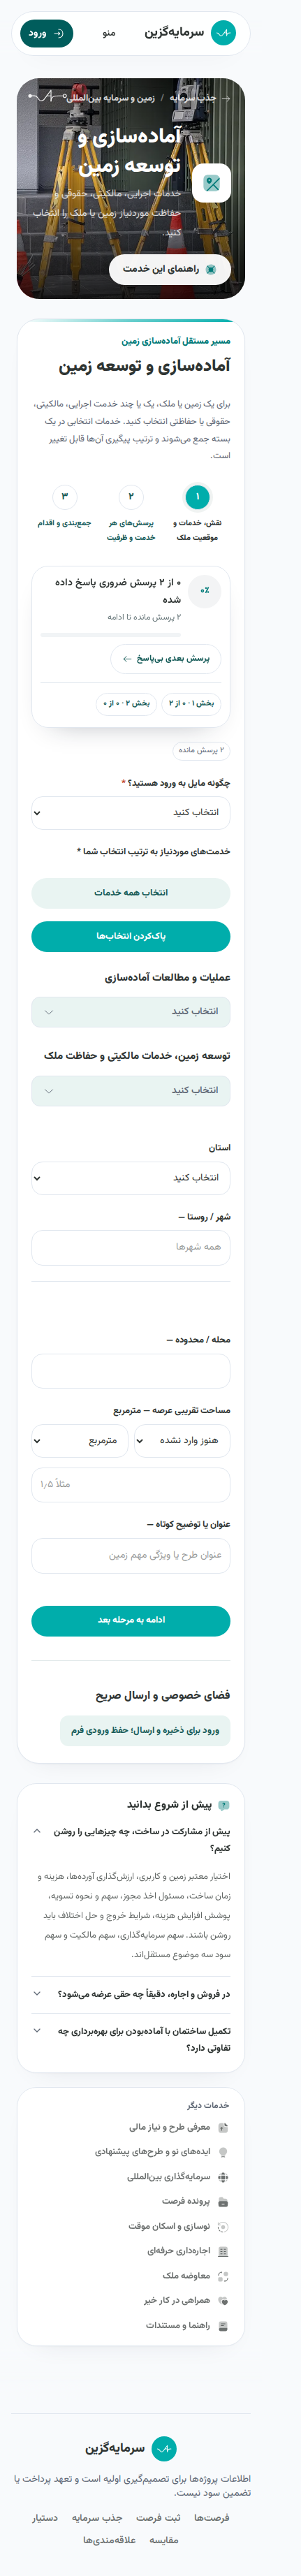 سرمایه‌گزین
منو
ورود
جذب سرمایه / زمین و سرمایه بین‌المللی
آماده‌سازی و
توسعه زمین
خدمات اجرایی، مالکیتی، حقوقی و
حفاظت موردنیاز زمین یا ملک را انتخاب
کنید.
راهنمای این خدمت
مسیر مستقل آماده‌سازی زمین
آماده‌سازی و توسعه زمین
برای یک زمین یا ملک، یک یا چند خدمت اجرایی، مالکیتی،
حقوقی یا حفاظتی انتخاب کنید. خدمات انتخابی در یک
بسته جمع می‌شوند و ترتیب پیگیری آن‌ها قابل تغییر
است.
۱
نقش، خدمات و
موقعیت ملک
۲
پرسش‌های هر
خدمت و ظرفیت
۳
جمع‌بندی و اقدام
۰٪
۰ از ۲ پرسش ضروری پاسخ داده
شده
۲ پرسش مانده تا ادامه
پرسش بعدی بی‌پاسخ ←
بخش ۱ · ۰ از ۲
بخش ۲ · ۰ از ۰
۲ پرسش مانده
چگونه مایل به ورود هستید؟ *
انتخاب کنید
خدمت‌های موردنیاز به ترتیب انتخاب شما *
انتخاب همه خدمات
پاک‌کردن انتخاب‌ها
عملیات و مطالعات آماده‌سازی
انتخاب کنید
توسعه زمین، خدمات مالکیتی و حفاظت ملک
انتخاب کنید
استان
انتخاب کنید
شهر / روستا —
همه شهرها
محله / محدوده —
مساحت تقریبی عرصه — مترمربع
هنوز وارد نشده
مترمربع
مثلاً ۱٫۵
عنوان یا توضیح کوتاه —
عنوان طرح یا ویژگی مهم زمین
ادامه به مرحله بعد
فضای خصوصی و ارسال صریح
ورود برای ذخیره و ارسال؛ حفظ ورودی فرم
پیش از شروع بدانید
پیش از مشارکت در ساخت، چه چیزهایی را روشن
کنیم؟
اختیار معتبر زمین و کاربری، ارزش‌گذاری آورده‌ها، هزینه و
زمان ساخت، مسئول اخذ مجوز، سهم و نحوه تسویه،
پوشش افزایش هزینه، شرایط خروج و حل اختلاف باید
روشن باشند. سهم سرمایه‌گذاری، سهم مالکیت و سهم
سود سه موضوع مستقل‌اند.
در فروش و اجاره، دقیقاً چه حقی عرضه می‌شود؟
تکمیل ساختمان با آماده‌بودن برای بهره‌برداری چه
تفاوتی دارد؟
خدمات دیگر
معرفی طرح و نیاز مالی
ایده‌های نو و طرح‌های پیشنهادی
سرمایه‌گذاری بین‌المللی
پرونده فرصت
نوسازی و اسکان موقت
اجاره‌داری حرفه‌ای
معاوضه ملک
همراهی در کار خیر
راهنما و مستندات
سرمایه‌گزین
اطلاعات پروژه‌ها برای تصمیم‌گیری اولیه است و تعهد پرداخت یا
تضمین سود نیست.
فرصت‌ها
ثبت فرصت
جذب سرمایه
دستیار
مقایسه
علاقه‌مندی‌ها